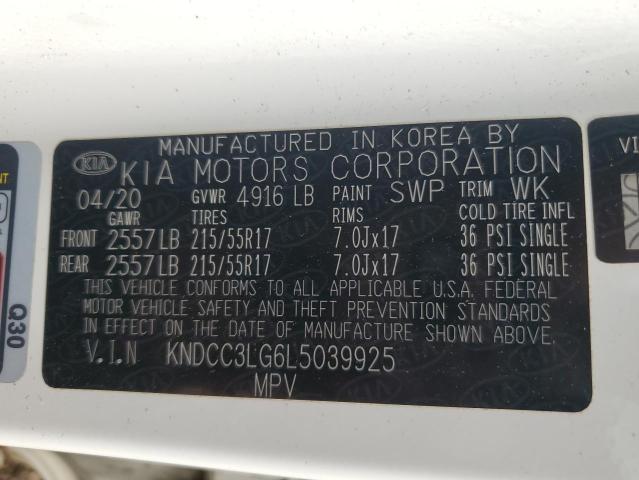 MANUFACTURED IN KOREA BY
KIA KIA MOTORS CORPORATION
04/20 GVWR 4916 LB PAINT SWP TRIM WK
GAWR TIRES RIMS COLD TIRE INFL
FRONT 2557LB 215/55R17 7.0Jx17 36 PSI SINGLE
REAR 2557LB 215/55R17 7.0Jx17 36 PSI SINGLE
THIS VEHICLE CONFORMS TO ALL APPLICABLE U.S.A. FEDERAL
MOTOR VEHICLE SAFETY AND THEFT PREVENTION STANDARDS
IN EFFECT ON THE DATE OF MANUFACTURE SHOWN ABOVE.
V.I.N KNDCC3LG6L5039925
MPV
Q30
VI